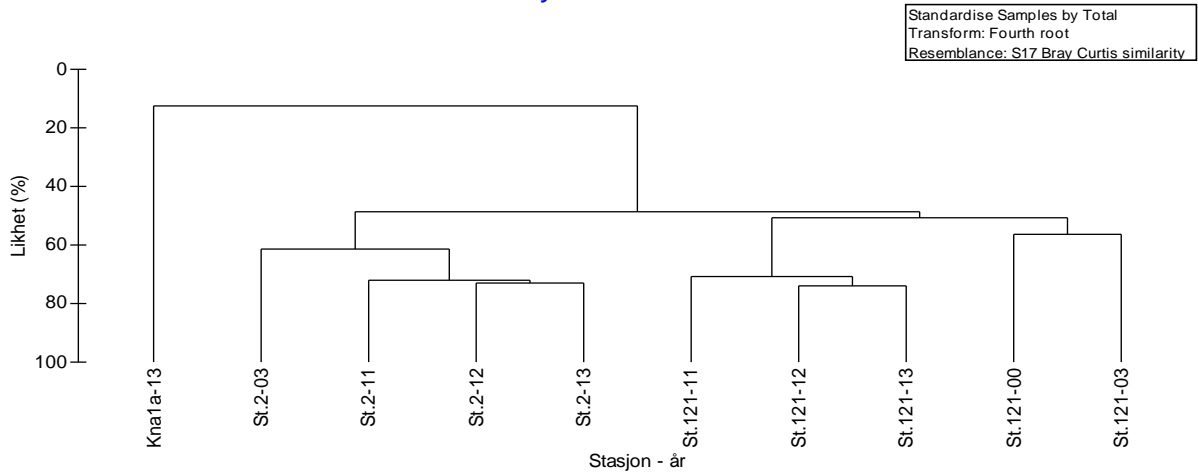 Standardise Samples by Total
Transform: Fourth root
Resemblance: S17 Bray Curtis similarity
0
20
40
60
80
100
Likhet (%)
Kna1a-13
St.2-03
St.2-11
St.2-12
St.2-13
St.121-11
St.121-12
St.121-13
St.121-00
St.121-03
Stasjon - år